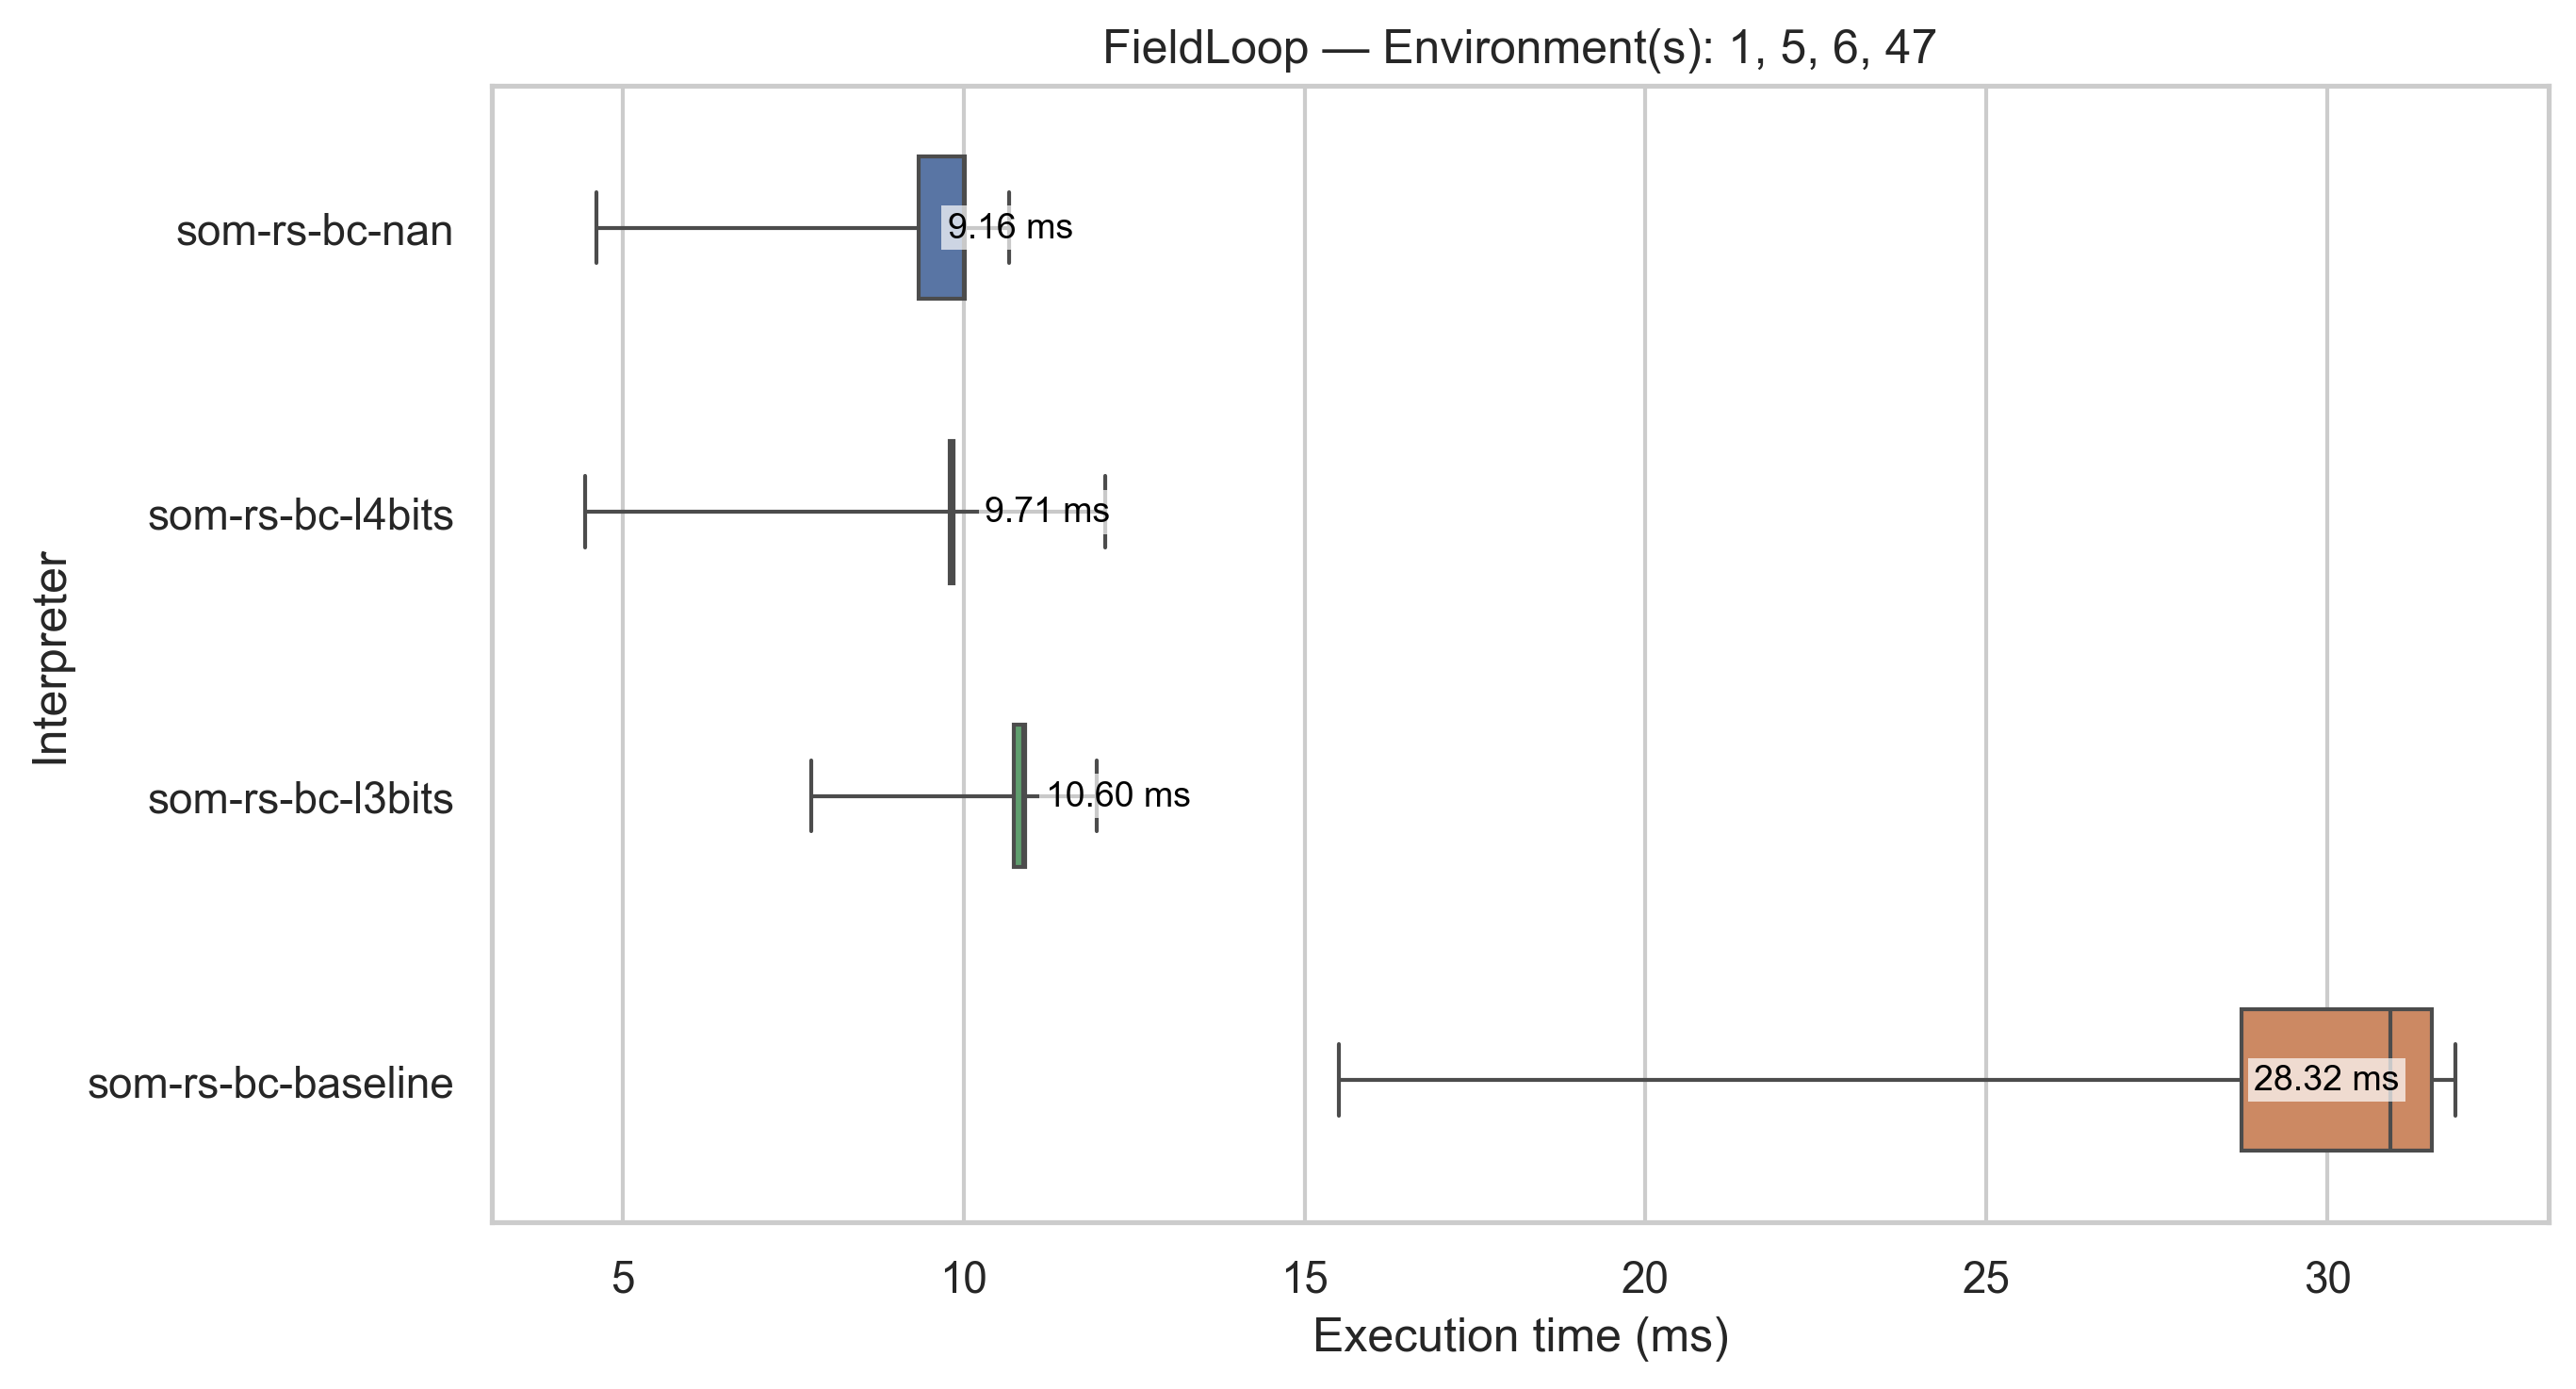 FieldLoop — Environment(s): 1, 5, 6, 47
som-rs-bc-nan
9.16 ms
som-rs-bc-l4bits
9.71 ms
som-rs-bc-l3bits
10.60 ms
som-rs-bc-baseline
28.32 ms
Interpreter
5 10 15 20 25 30
Execution time (ms)